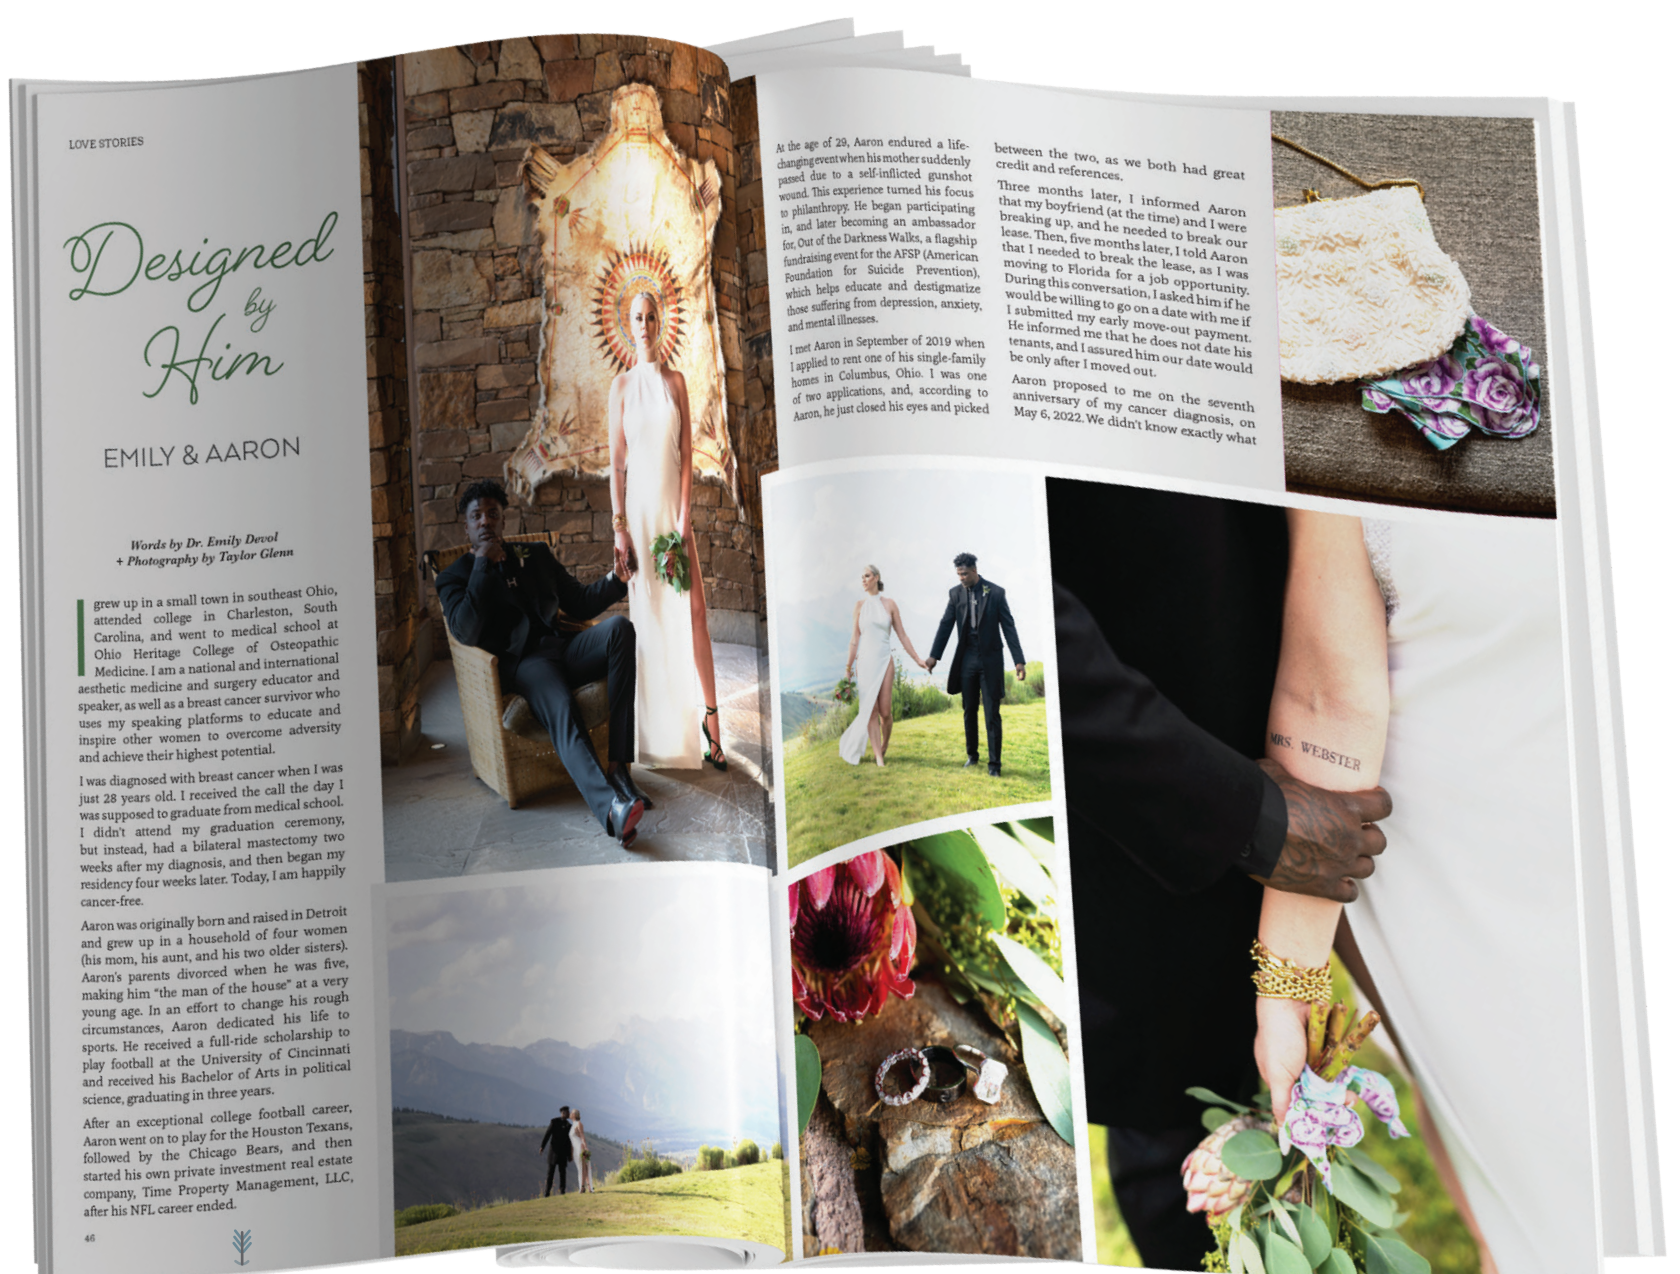 LOVE STORIES
Designed
by
Him
EMILY & AARON
Words by Dr. Emily Devol
+ Photography by Taylor Glenn
I grew up in a small town in southeast Ohio,
attended college in Charleston, South
Carolina, and went to medical school at
Ohio Heritage College of Osteopathic
Medicine. I am a national and international
aesthetic medicine and surgery educator and
speaker, as well as a breast cancer survivor who
uses my speaking platforms to educate and
inspire other women to overcome adversity
and achieve their highest potential.
I was diagnosed with breast cancer when I was
just 28 years old. I received the call the day I
was supposed to graduate from medical school.
I didn't attend my graduation ceremony,
but instead, had a bilateral mastectomy two
weeks after my diagnosis, and then began my
residency four weeks later. Today, I am happily
cancer-free.
Aaron was originally born and raised in Detroit
and grew up in a household of four women
(his mom, his aunt, and his two older sisters).
Aaron's parents divorced when he was five,
making him "the man of the house" at a very
young age. In an effort to change his rough
circumstances, Aaron dedicated his life to
sports. He received a full-ride scholarship to
play football at the University of Cincinnati
and received his Bachelor of Arts in political
science, graduating in three years.
After an exceptional college football career,
Aaron went on to play for the Houston Texans,
followed by the Chicago Bears, and then
started his own private investment real estate
company, Time Property Management, LLC,
after his NFL career ended.
46
At the age of 29, Aaron endured a life-
changing event when his mother suddenly
passed due to a self-inflicted gunshot
wound. This experience turned his focus
to philanthropy. He began participating
in, and later becoming an ambassador
for, Out of the Darkness Walks, a flagship
fundraising event for the AFSP (American
Foundation for Suicide Prevention),
which helps educate and destigmatize
those suffering from depression, anxiety,
and mental illnesses.
I met Aaron in September of 2019 when
I applied to rent one of his single-family
homes in Columbus, Ohio. I was one
of two applications, and, according to
Aaron, he just closed his eyes and picked
between the two, as we both had great
credit and references.
Three months later, I informed Aaron
that my boyfriend (at the time) and I were
breaking up, and he needed to break our
lease. Then, five months later, I told Aaron
that I needed to break the lease, as I was
moving to Florida for a job opportunity.
During this conversation, I asked him if he
would be willing to go on a date with me if
I submitted my early move-out payment.
He informed me that he does not date his
tenants, and I assured him our date would
be only after I moved out.
Aaron proposed to me on the seventh
anniversary of my cancer diagnosis, on
May 6, 2022. We didn't know exactly what
MRS. WEBSTER